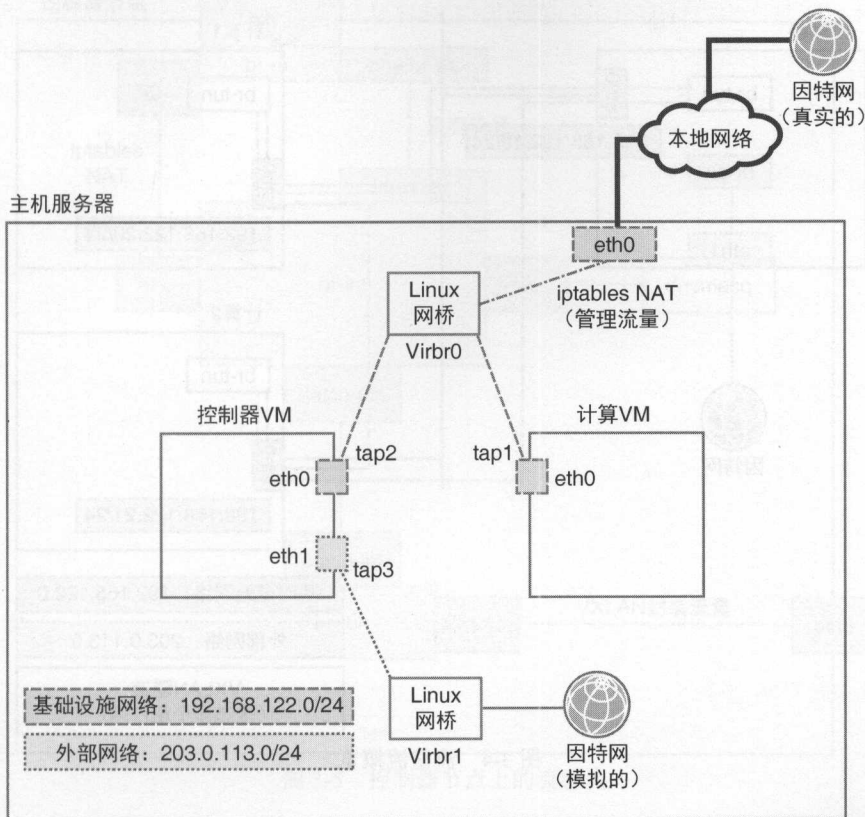 因特网
（真实的）
本地网络
主机服务器
eth0
Linux
网桥
Virbr0
iptables NAT
（管理流量）
控制器VM
计算VM
tap2
tap1
eth0
eth0
eth1
tap3
基础设施网络：192.168.122.0/24
外部网络：203.0.113.0/24
Linux
网桥
Virbr1
因特网
（模拟的）